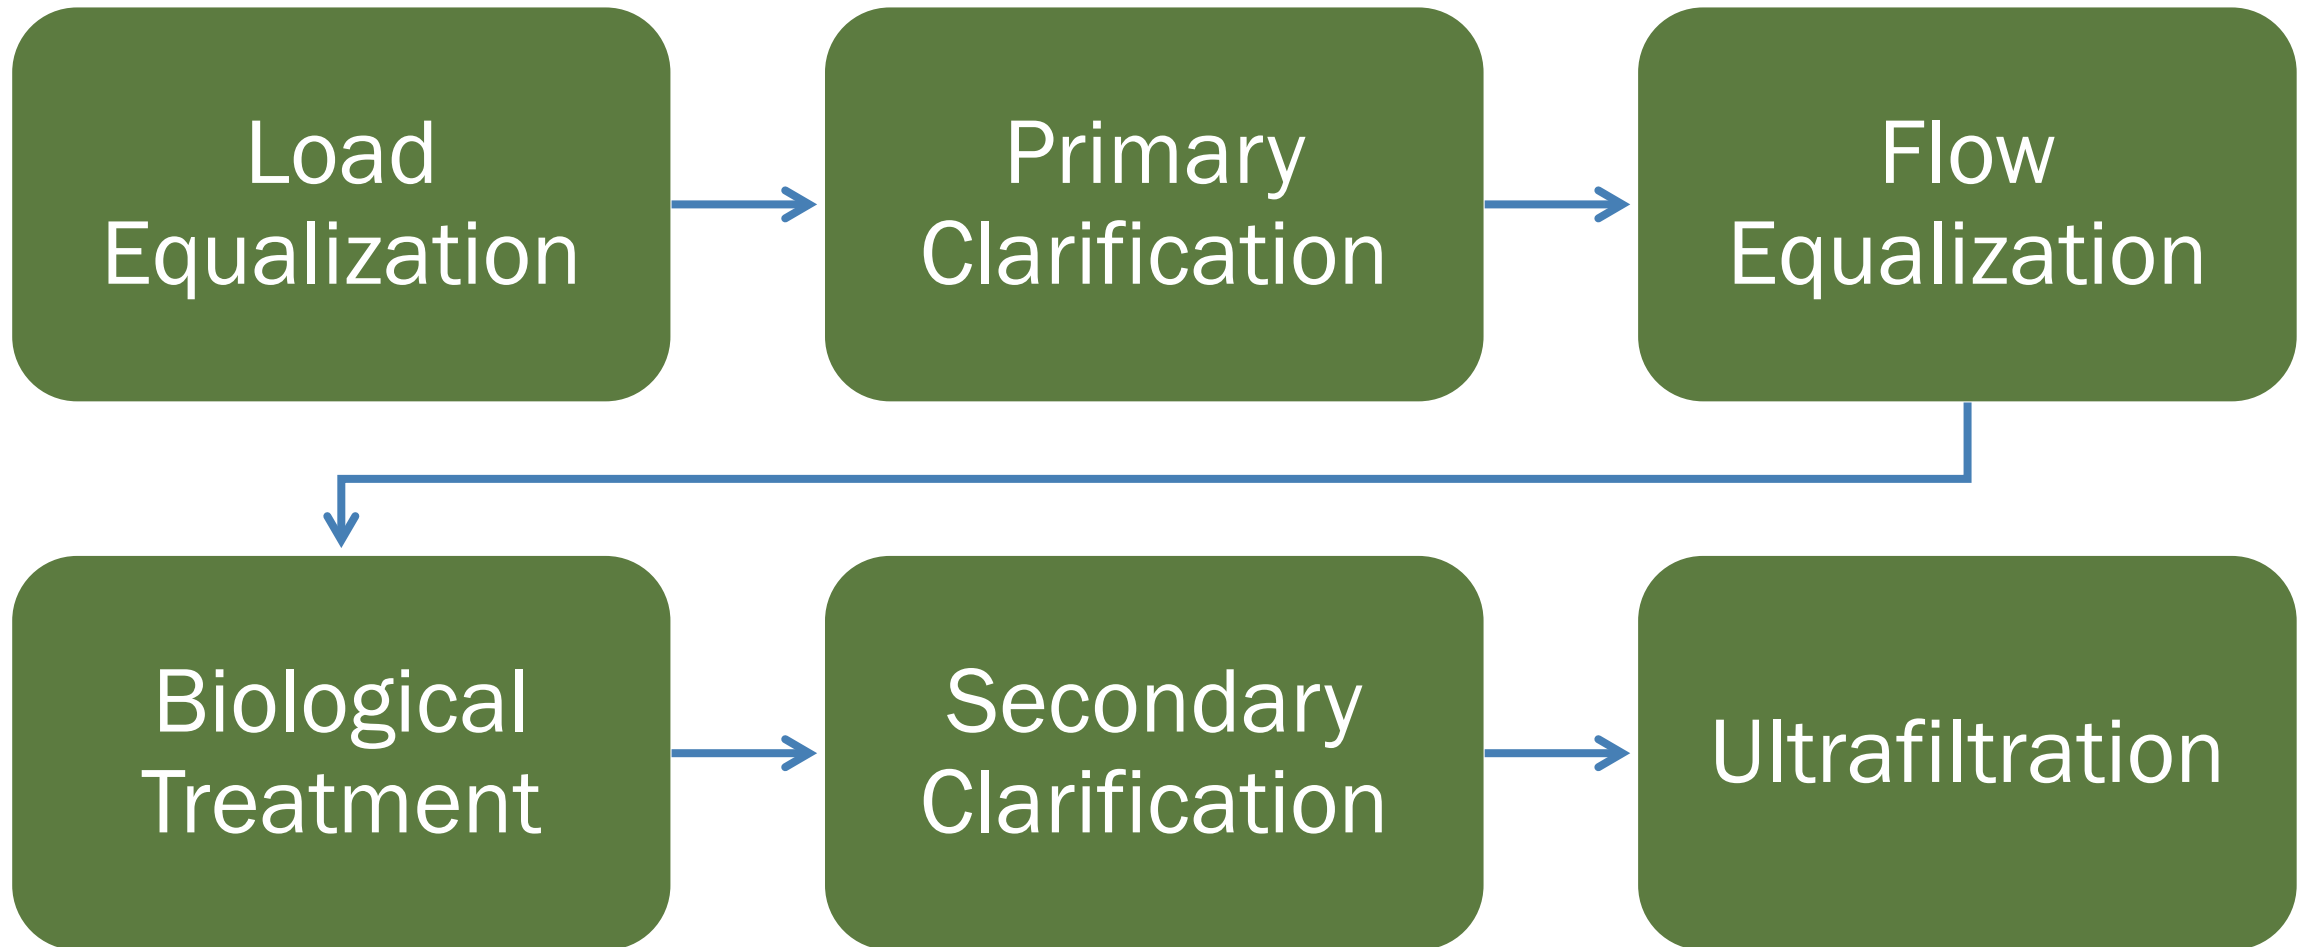 Load
Equalization
Primary
Clarification
Flow
Equalization
Biological
Treatment
Secondary
Clarification
Ultrafiltration